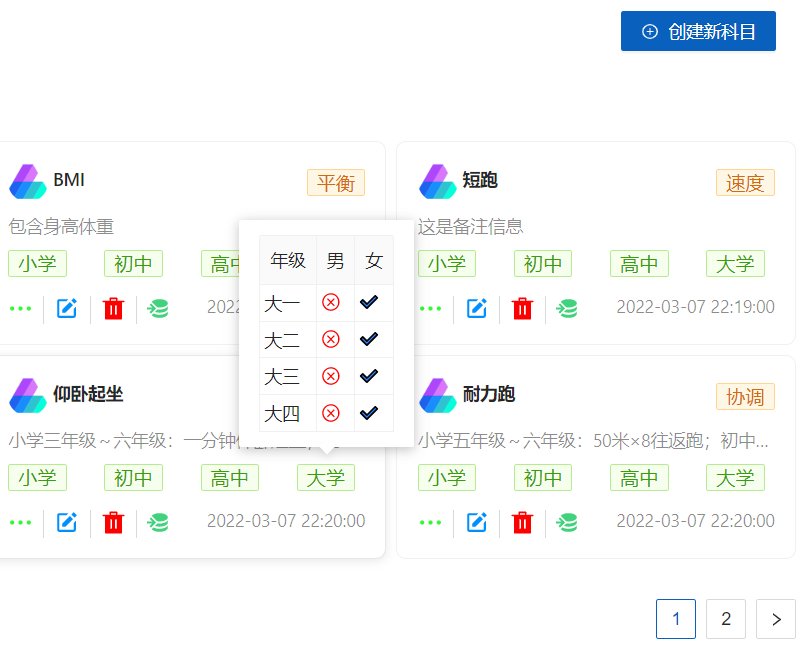 创建新科目
BMI
平衡
包含身高体重
小学 初中 高中
2022
短跑
速度
这是备注信息
小学 初中 高中 大学
2022-03-07 22:19:00
年级 男 女
大一
大二
大三
大四
仰卧起坐
小学三年级～六年级：一分钟
小学 初中 高中 大学
2022-03-07 22:20:00
耐力跑
协调
小学五年级～六年级：50米×8往返跑；初中...
小学 初中 高中 大学
2022-03-07 22:20:00
1 2